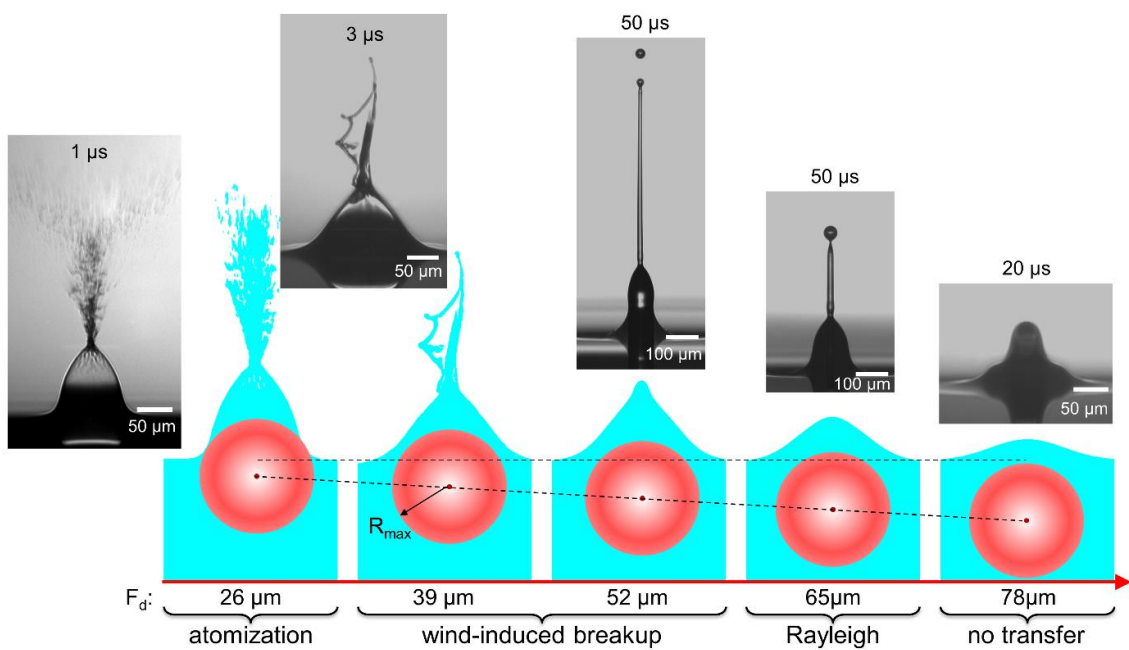 1 µs
3 µs
50 µs
50 µs
20 µs
50 µm
50 µm
100 µm
100 µm
50 µm
Rmax
Fd: 26 µm 39 µm 52 µm 65µm 78µm
atomization wind-induced breakup Rayleigh no transfer